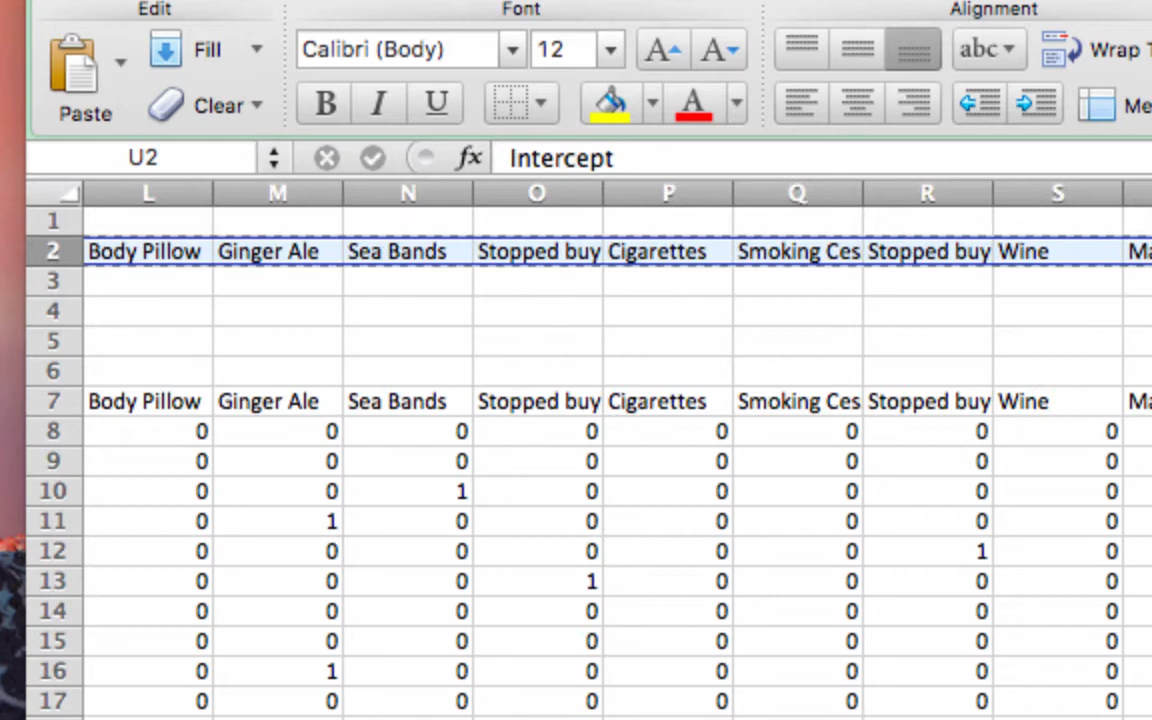 Edit Font Alignment
Fill Calibri (Body) 12 A A abc Wrap
Paste Clear B I U A
U2 fx Intercept
L M N O P Q R S
1
2 Body Pillow Ginger Ale Sea Bands Stopped buy Cigarettes Smoking Ces Stopped buy Wine
3
4
5
6
7 Body Pillow Ginger Ale Sea Bands Stopped buy Cigarettes Smoking Ces Stopped buy Wine
8 0 0 0 0 0 0 0 0
9 0 0 0 0 0 0 0 0
10 0 0 1 0 0 0 0 0
11 0 1 0 0 0 0 0 0
12 0 0 0 0 0 0 1 0
13 0 0 0 1 0 0 0 0
14 0 0 0 0 0 0 0 0
15 0 0 0 0 0 0 0 0
16 0 1 0 0 0 0 0 0
17 0 0 0 0 0 0 0 0